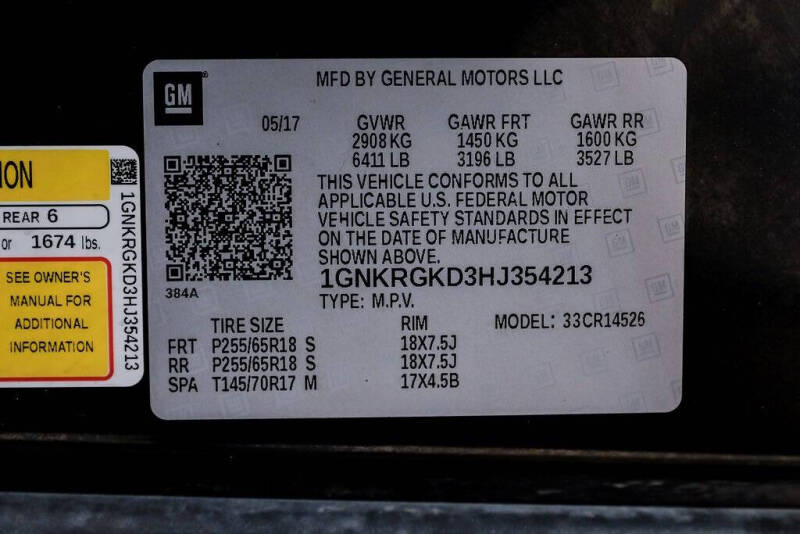 GM
MFD BY GENERAL MOTORS LLC
05/17 GVWR GAWR FRT GAWR RR
2908 KG 1450 KG 1600 KG
6411 LB 3196 LB 3527 LB
THIS VEHICLE CONFORMS TO ALL
APPLICABLE U.S. FEDERAL MOTOR
VEHICLE SAFETY STANDARDS IN EFFECT
ON THE DATE OF MANUFACTURE
SHOWN ABOVE.
1GNKRGKD3HJ354213
384A
TYPE: M.P.V.
TIRE SIZE RIM MODEL: 33CR14526
FRT P255/65R18 S 18X7.5J
RR P255/65R18 S 18X7.5J
SPA T145/70R17 M 17X4.5B
ION
REAR 6
or 1674 lbs.
SEE OWNER'S
MANUAL FOR
ADDITIONAL
INFORMATION
1GNKRGKD3HJ354213